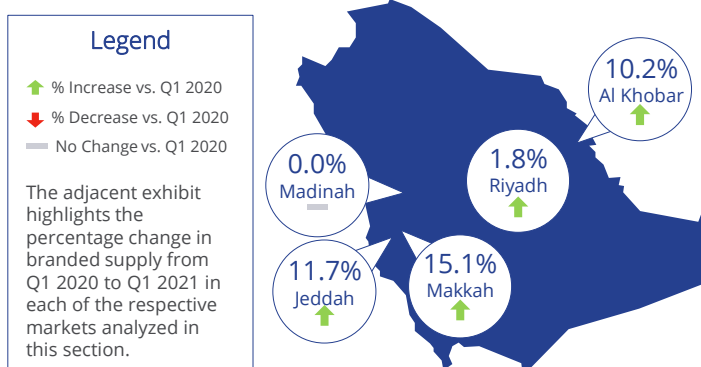 Legend
% Increase vs. Q1 2020
% Decrease vs. Q1 2020
No Change vs. Q1 2020
The adjacent exhibit
highlights the
percentage change in
branded supply from
Q1 2020 to Q1 2021 in
each of the respective
markets analyzed in
this section.
10.2%
Al Khobar
0.0%
Madinah
1.8%
Riyadh
11.7%
Jeddah
15.1%
Makkah